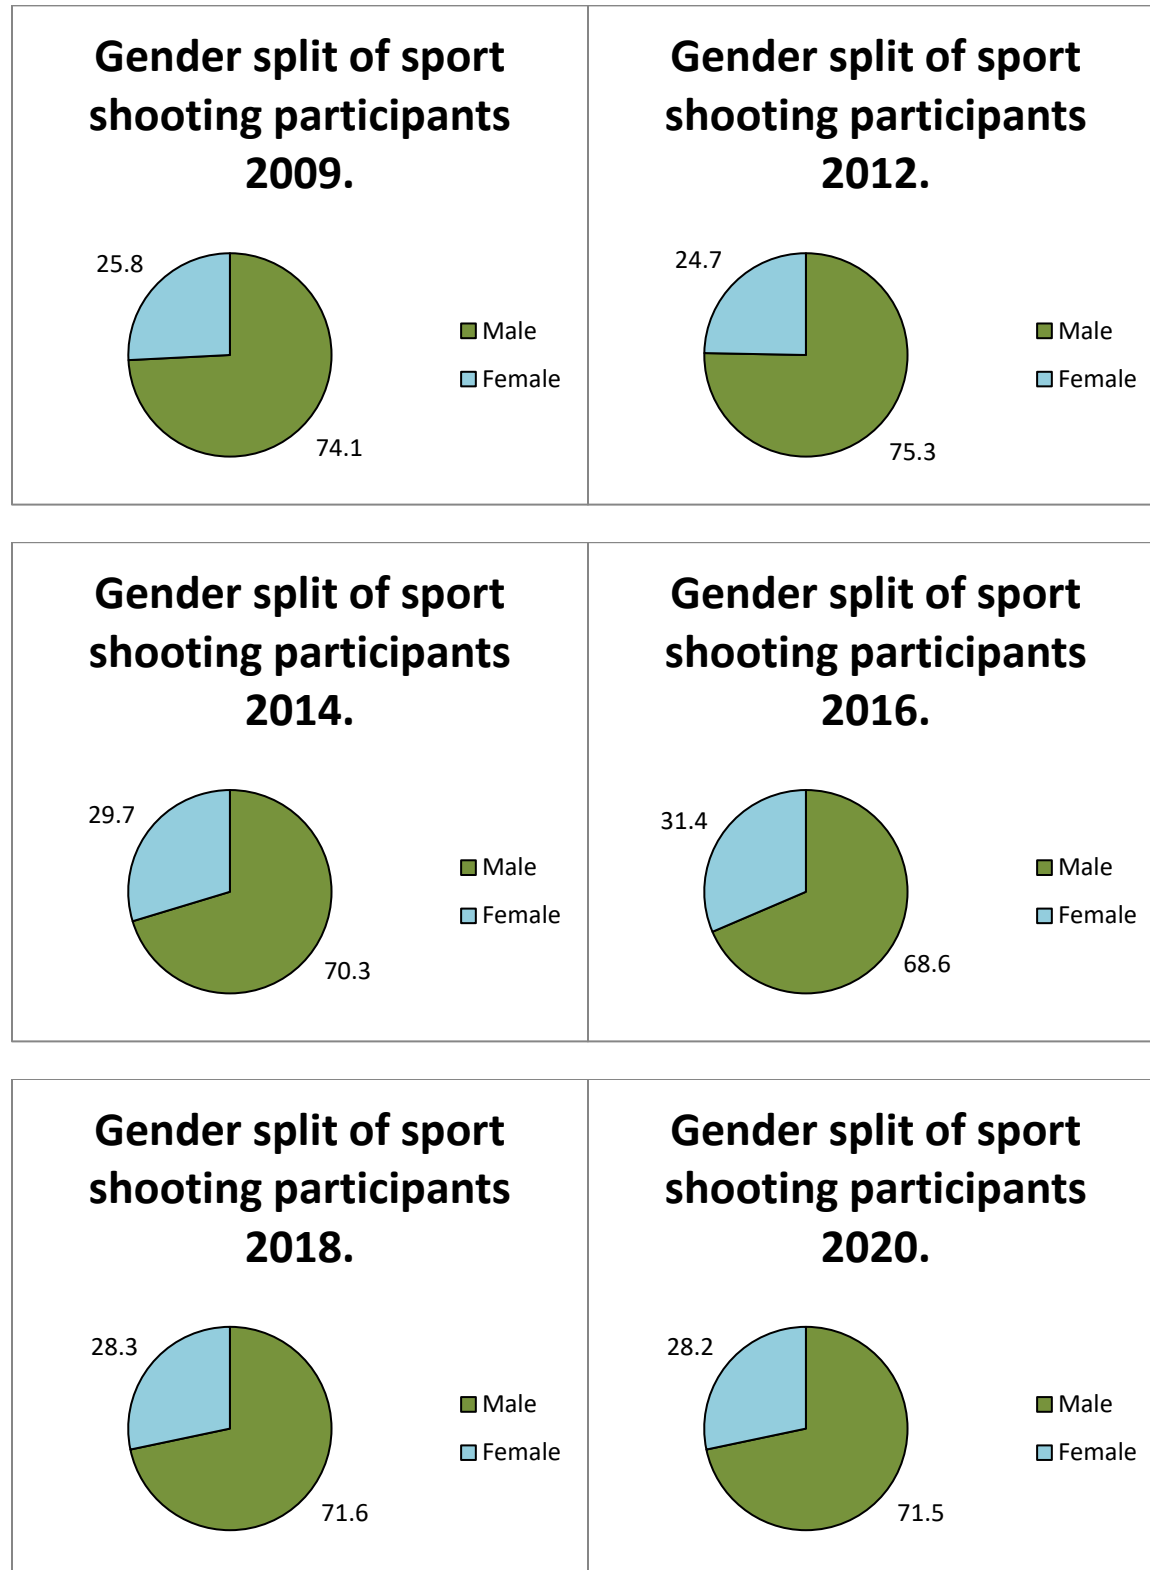 Gender split of sport
shooting participants
2009.
25.8
74.1
Male
Female
Gender split of sport
shooting participants
2012.
24.7
75.3
Male
Female
Gender split of sport
shooting participants
2014.
29.7
70.3
Male
Female
Gender split of sport
shooting participants
2016.
31.4
68.6
Male
Female
Gender split of sport
shooting participants
2018.
28.3
71.6
Male
Female
Gender split of sport
shooting participants
2020.
28.2
71.5
Male
Female